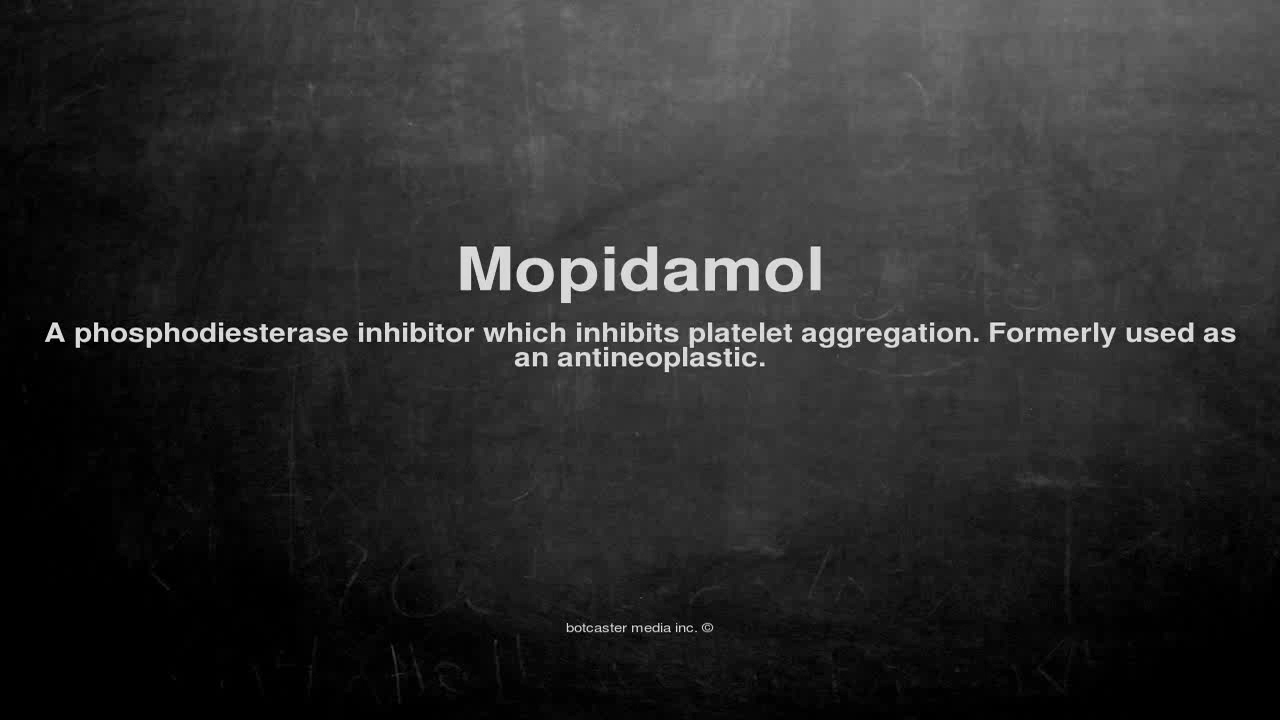 Mopidamol
A phosphodiesterase inhibitor which inhibits platelet aggregation. Formerly used as
an antineoplastic.
botcaster media inc. ©